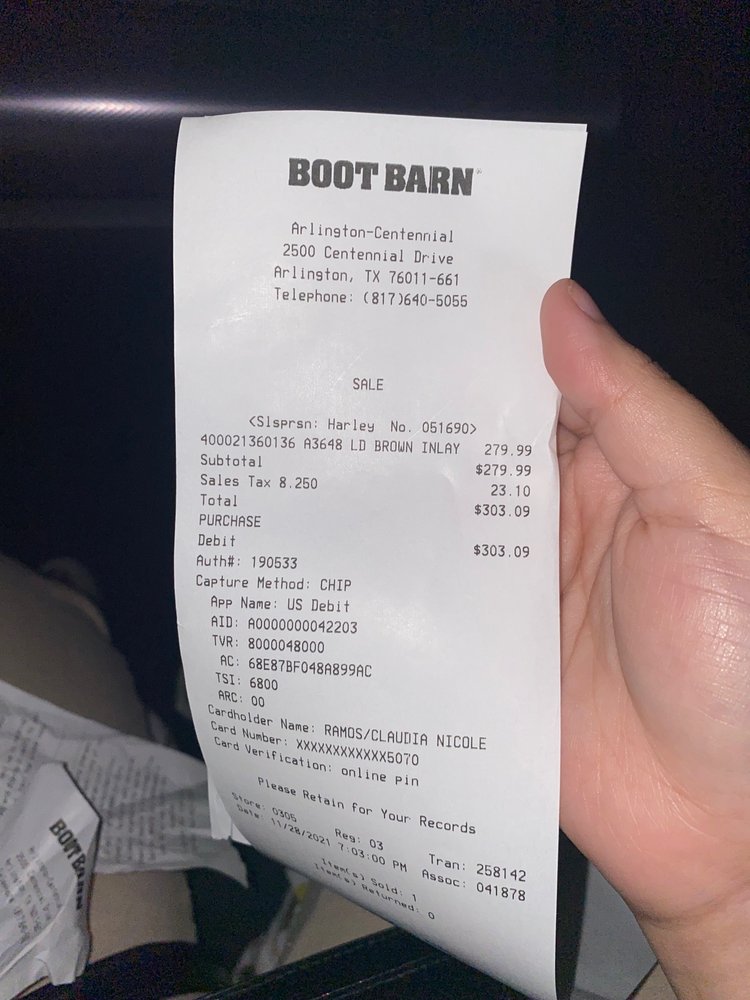 BOOT BARN®
Arlington-Centennial
2500 Centennial Drive
Arlington, TX 76011-661
Telephone: (817)640-5055
SALE
<Slsprsn: Harley No. 051690>
400021360136 A3648 LD BROWN INLAY 279.99
Subtotal $279.99
Sales Tax 8.250 23.10
Total $303.09
PURCHASE
Debit $303.09
Auth#: 190533
Capture Method: CHIP
App Name: US Debit
AID: A0000000042203
TVR: 8000048000
AC: 68E87BF048A899AC
TSI: 6800
ARC: 00
Cardholder Name: RAMOS/CLAUDIA NICOLE
Card Number: XXXXXXXXXXXX5070
Card Verification: online pin
Please Retain for Your Records
Store: 0305 Reg: 03 Tran: 258142
Date: 11/28/2021 7:03:00 PM Assoc: 041878
Item(s) Sold: 1
Item(s) Returned: 0
BOOT BARN